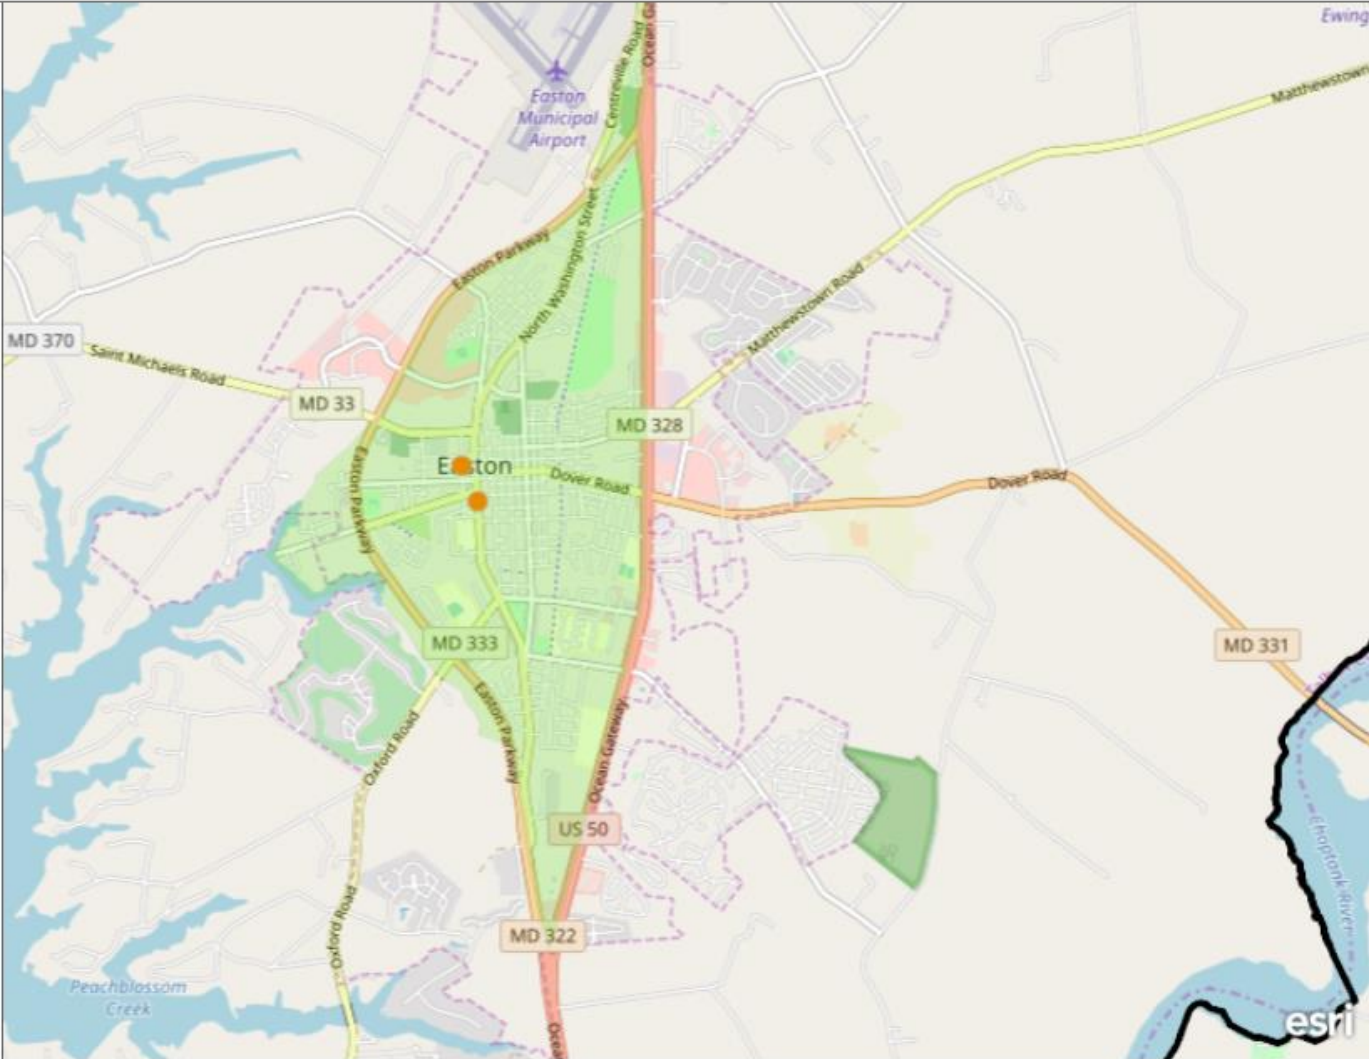 Ewing
Centreville Road
Ocean Ga
Easton
Municipal
Airport
Matthewstown
North Washington Street
Easton Parkway
Matthewstown Road
MD 370
Saint Michaels Road
MD 33
MD 328
Easton
Dover Road
Dover Road
Easton Parkway
MD 333
MD 331
Easton Parkway
Oxford Road
Ocean Gateway
US 50
Choptank River
Oxford Road
MD 322
Peachblossom
Creek
Ocea
esri